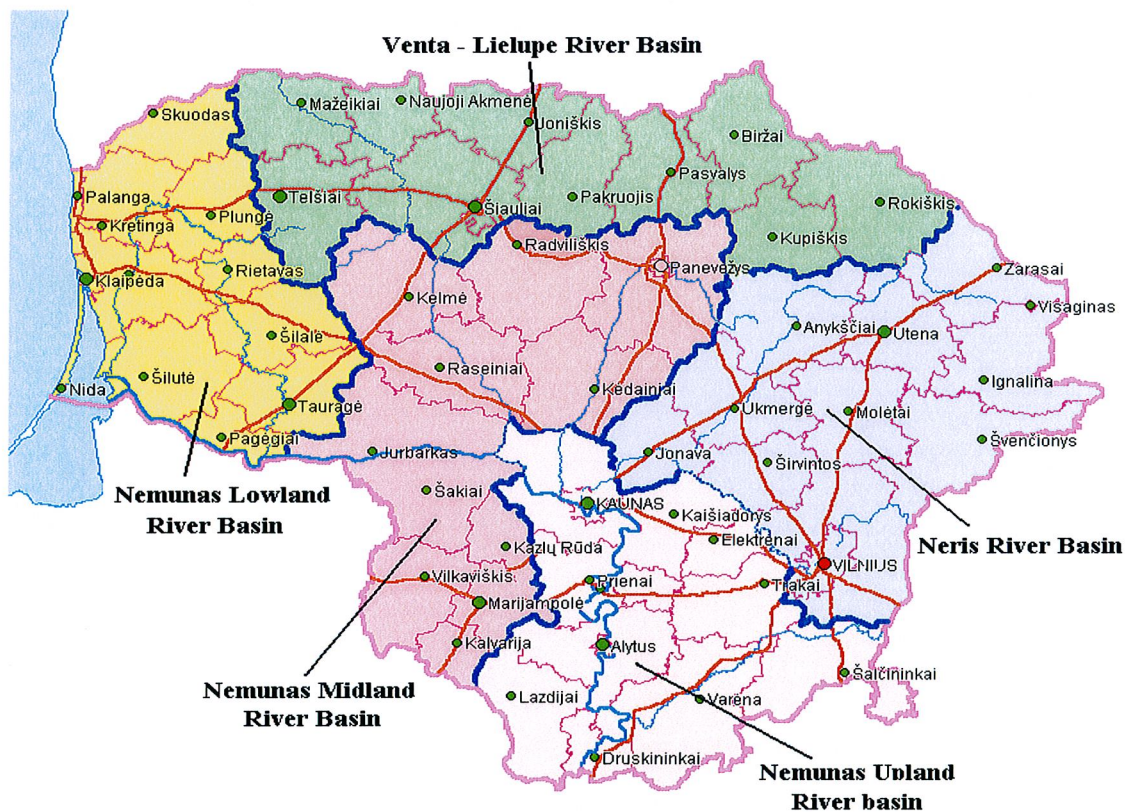 Venta - Lielupe River Basin
Skuodas
Mažeikiai
Naujoji Akmenė
Joniškis
Biržai
Pasvalys
Palanga
Telšiai
Šiauliai
Pakruojis
Rokiškis
Plungė
Kretinga
Radviliškis
Kupiškis
Klaipėda
Rietavas
Panevėžys
Zarasai
Kelmė
Visaginas
Anykščiai
Utena
Šilalė
Raseiniai
Nida
Šilutė
Kėdainiai
Ignalina
Tauragė
Ukmergė
Molėtai
Pagėgiai
Jurbarkas
Jonava
Širvintos
Švenčionys
Nemunas Lowland
River Basin
Šakiai
KAUNAS
Kaišiadorys
Elektrėnai
Neris River Basin
Kazlų Rūda
VILNIUS
Vilkaviškis
Prienai
Trakai
Marijampolė
Kalvarija
Alytus
Šalčininkai
Nemunas Midland
River Basin
Lazdijai
Varėna
Druskininkai
Nemunas Upland
River basin